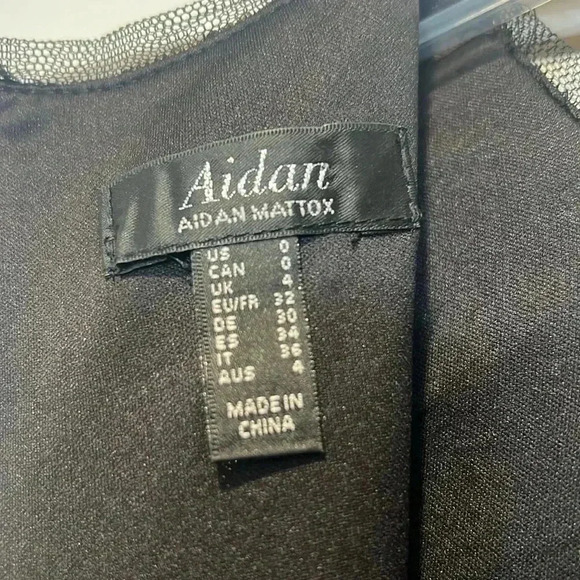 Aidan
AIDAN MATTOX
US 0
CAN 0
UK 4
EU/FR 32
DE 30
ES 34
IT 36
AUS 4
MADE IN
CHINA